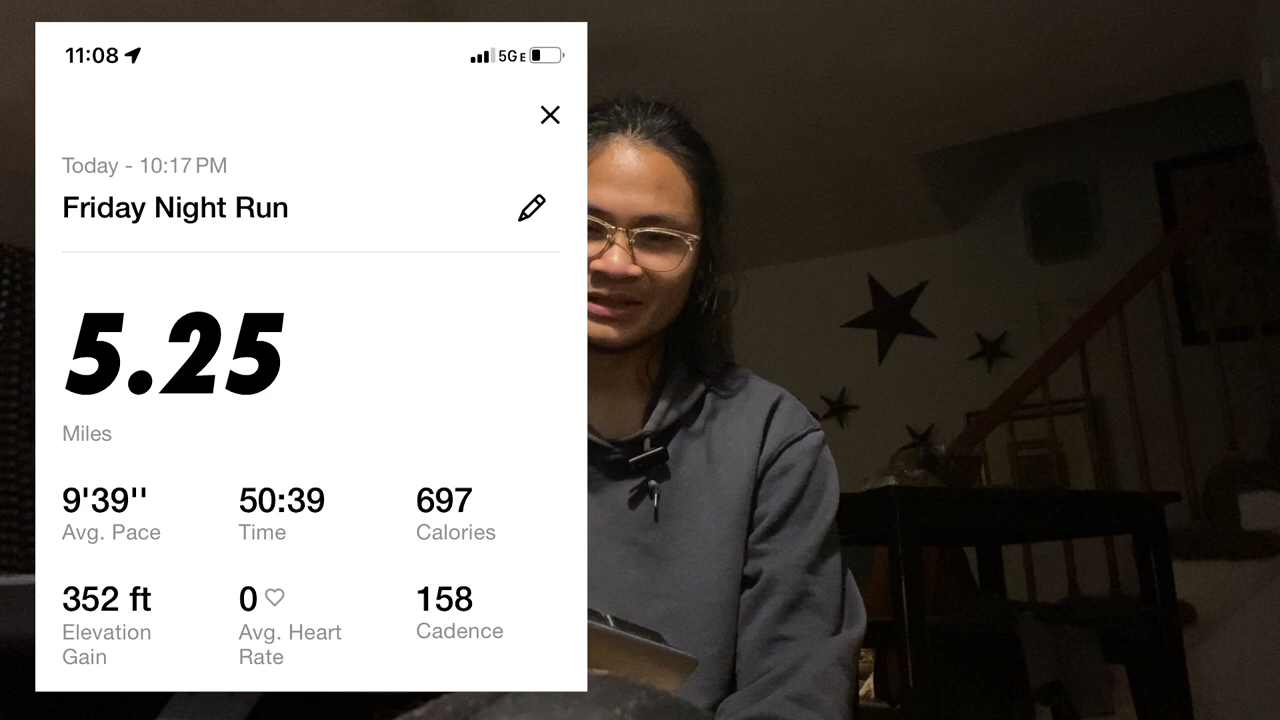 11:08 5GE
Today - 10:17 PM
Friday Night Run
5.25
Miles
9'39'' 50:39 697
Avg. Pace Time Calories
352 ft 0 158
Elevation Gain Avg. Heart Rate Cadence